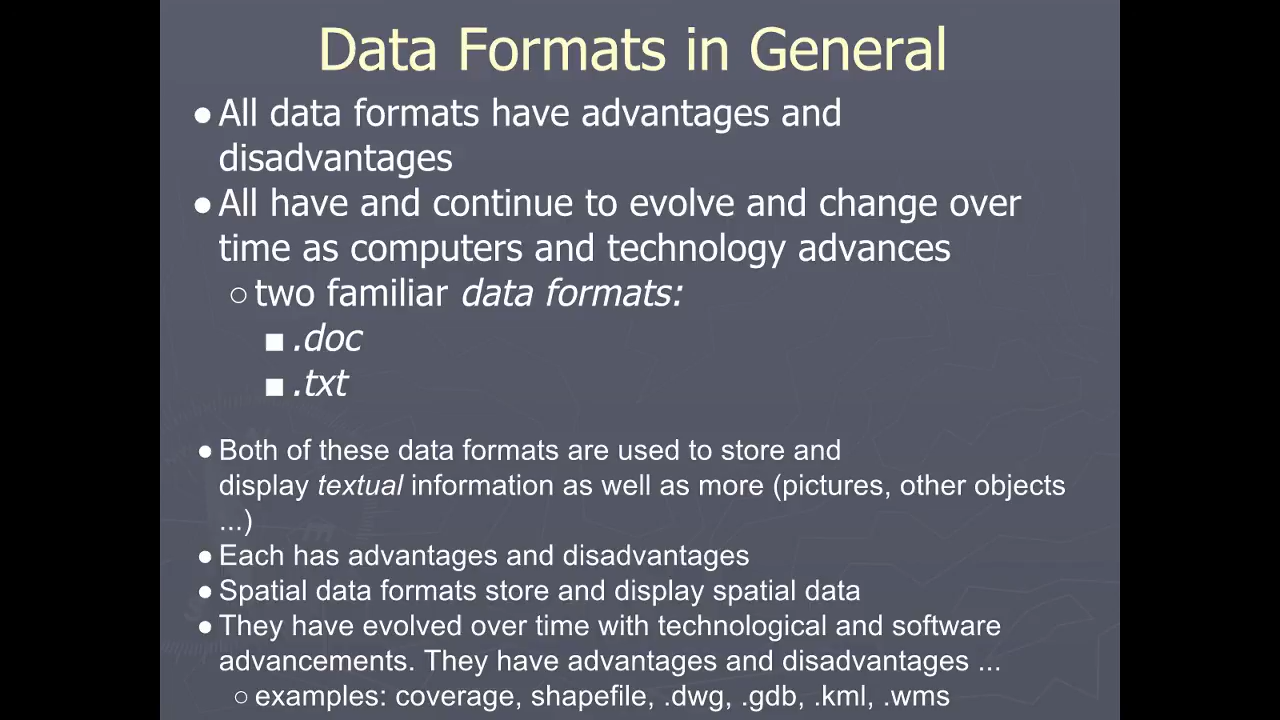 Data Formats in General
●All data formats have advantages and
disadvantages
●All have and continue to evolve and change over
time as computers and technology advances
○two familiar data formats:
■.doc
■.txt
●Both of these data formats are used to store and
display textual information as well as more (pictures, other objects
...)
●Each has advantages and disadvantages
●Spatial data formats store and display spatial data
●They have evolved over time with technological and software
advancements. They have advantages and disadvantages ...
○examples: coverage, shapefile, .dwg, .gdb, .kml, .wms